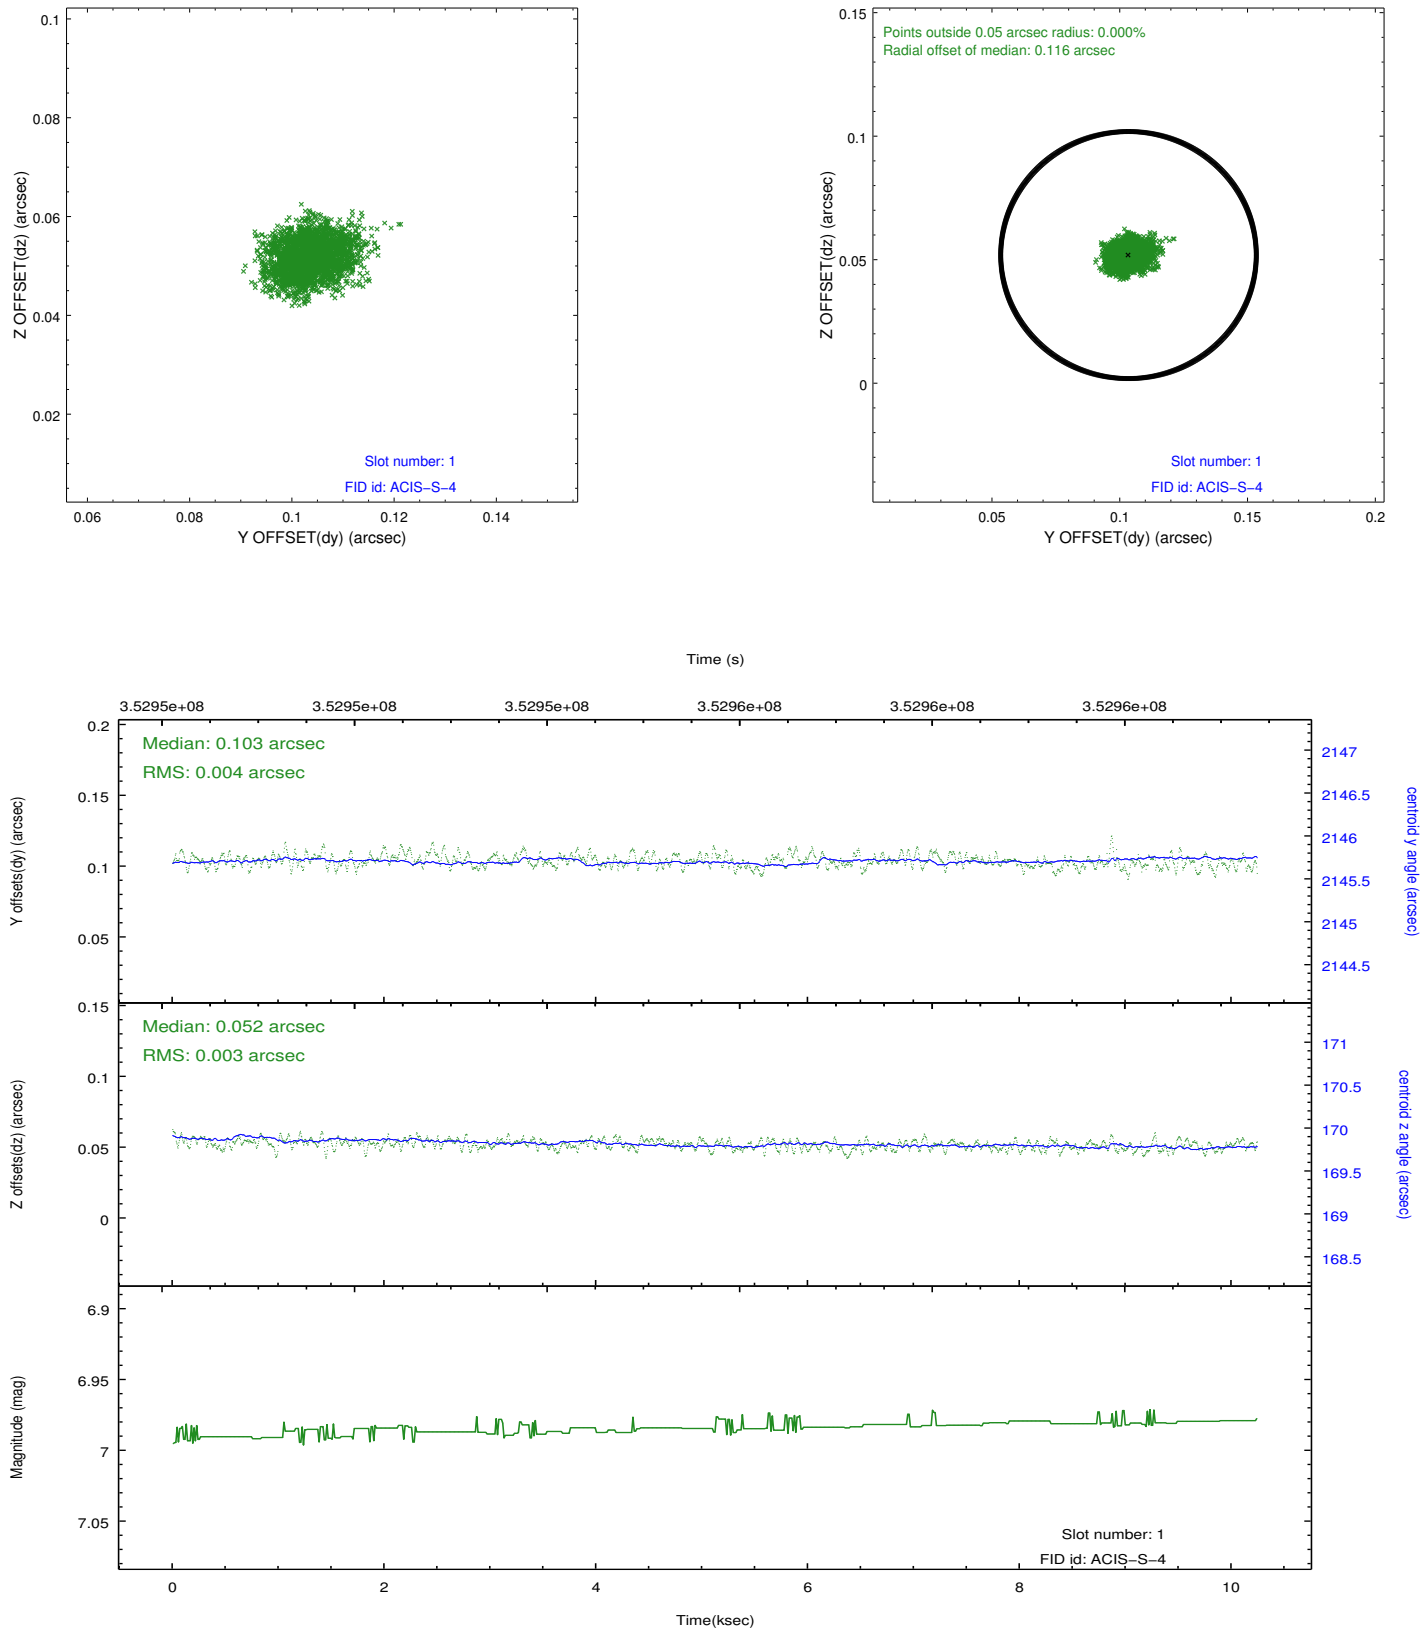 0.1
0.08
0.06
0.04
0.02
Z OFFSET(dz) (arcsec)
Slot number: 1
FID id: ACIS−S−4
0.06 0.08 0.1 0.12 0.14
Y OFFSET(dy) (arcsec)
Points outside 0.05 arcsec radius: 0.000%
Radial offset of median: 0.116 arcsec
0.15
0.1
0.05
0
Z OFFSET(dz) (arcsec)
Slot number: 1
FID id: ACIS−S−4
0.05 0.1 0.15 0.2
Y OFFSET(dy) (arcsec)
Time (s)
3.5295e+08 3.5295e+08 3.5295e+08 3.5296e+08 3.5296e+08 3.5296e+08
Median: 0.103 arcsec
RMS: 0.004 arcsec
0.2
0.15
0.1
0.05
Y offsets(dy) (arcsec)
2147
2146.5
2146
2145.5
2145
2144.5
centroid y angle (arcsec)
Median: 0.052 arcsec
RMS: 0.003 arcsec
0.15
0.1
0.05
0
Z offsets(dz) (arcsec)
171
170.5
170
169.5
169
168.5
centroid z angle (arcsec)
6.9
6.95
7
7.05
Magnitude (mag)
Slot number: 1
FID id: ACIS−S−4
0 2 4 6 8 10
Time(ksec)